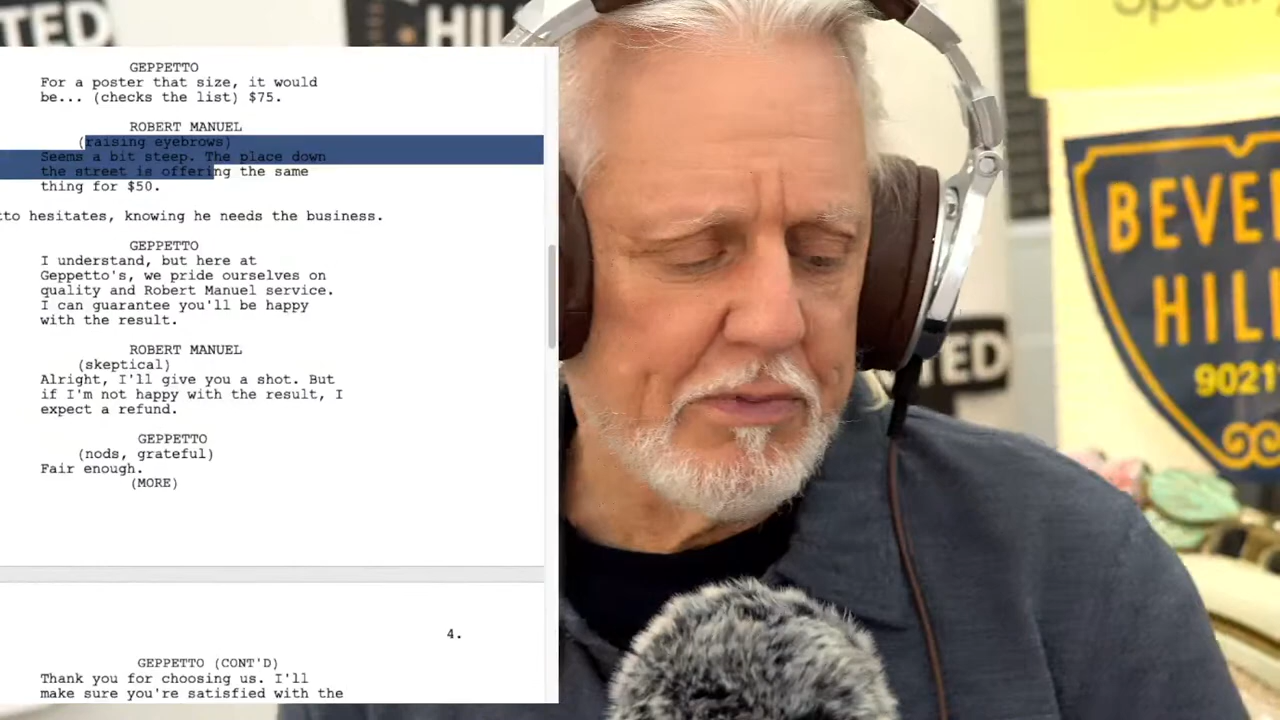 TED
HIL
Spotify
GEPPETTO
For a poster that size, it would
be... (checks the list) $75.
ROBERT MANUEL
(raising eyebrows)
Seems a bit steep. The place down
the street is offering the same
thing for $50.
tto hesitates, knowing he needs the business.
GEPPETTO
I understand, but here at
Geppetto's, we pride ourselves on
quality and Robert Manuel service.
I can guarantee you'll be happy
with the result.
ROBERT MANUEL
(skeptical)
Alright, I'll give you a shot. But
if I'm not happy with the result, I
expect a refund.
GEPPETTO
(nods, grateful)
Fair enough.
(MORE)
4.
GEPPETTO (CONT'D)
Thank you for choosing us. I'll
make sure you're satisfied with the
TED
BEVE
HIL
9021